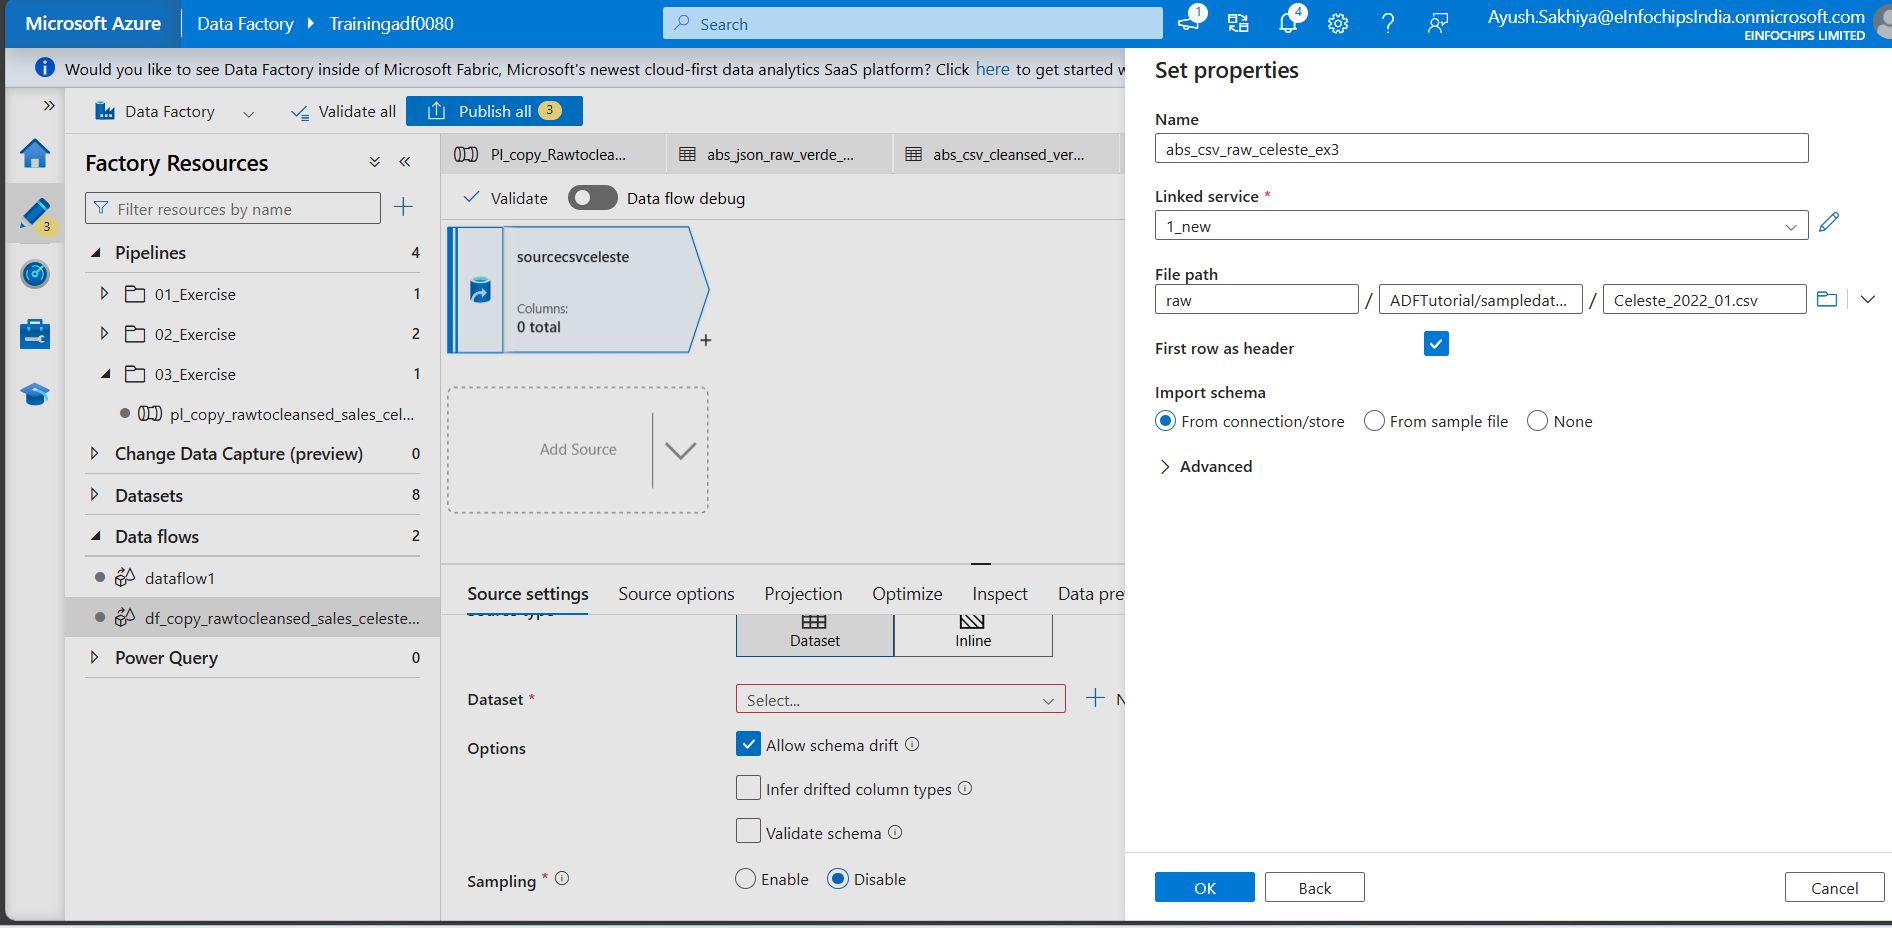 Microsoft Azure
Data Factory
Trainingadf0080
Search
1
4
Ayush.Sakhiya@eInfochipsIndia.onmicrosoft.com
EINFOCHIPS LIMITED
Would you like to see Data Factory inside of Microsoft Fabric, Microsoft's newest cloud-first data analytics SaaS platform? Click here to get started w
Data Factory
Validate all
Publish all 3
3
Factory Resources
Filter resources by name
Pipelines 4
01_Exercise 1
02_Exercise 2
03_Exercise 1
pl_copy_rawtocleansed_sales_cel...
Change Data Capture (preview) 0
Datasets 8
Data flows 2
dataflow1
df_copy_rawtocleansed_sales_celeste...
Power Query 0
Pl_copy_Rawtoclea...
abs_json_raw_verde_...
abs_csv_cleansed_ver...
Validate
Data flow debug
sourcecsvceleste
Columns:
0 total
Add Source
Source settings
Source options
Projection
Optimize
Inspect
Data pre
Source type
Dataset
Inline
Dataset *
Select...
N
Options
Allow schema drift
Infer drifted column types
Validate schema
Sampling *
Enable
Disable
Set properties
Name
abs_csv_raw_celeste_ex3
Linked service *
1_new
File path
raw / ADFTutorial/sampledat... / Celeste_2022_01.csv
First row as header
Import schema
From connection/store
From sample file
None
Advanced
OK
Back
Cancel